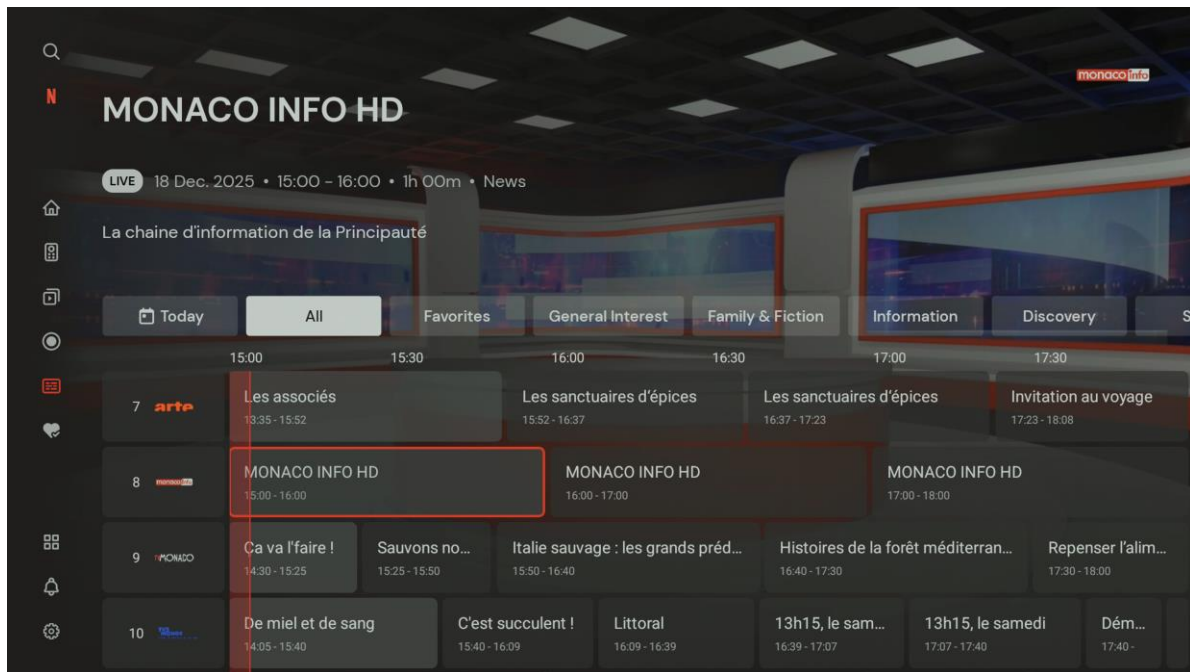 monaco info
N
MONACO INFO HD
LIVE 18 Dec. 2025 • 15:00 – 16:00 • 1h 00m • News
La chaine d'information de la Principauté
Today All Favorites General Interest Family & Fiction Information Discovery S
15:00 15:30 16:00 16:30 17:00 17:30
7 arte Les associés Les sanctuaires d'épices Les sanctuaires d'épices Invitation au voyage
13:35 - 15:52 15:52 - 16:37 16:37 - 17:23 17:23 - 18:08
8 monaco info MONACO INFO HD MONACO INFO HD MONACO INFO HD
15:00 - 16:00 16:00 - 17:00 17:00 - 18:00
9 TVMONACO Ça va l'faire ! Sauvons no... Italie sauvage : les grands préd... Histoires de la forêt méditerran... Repenser l'alim...
14:30 - 15:25 15:25 - 15:50 15:50 - 16:40 16:40 - 17:30 17:30 - 18:00
10 De miel et de sang C'est succulent ! Littoral 13h15, le sam... 13h15, le samedi Dém...
14:05 - 15:40 15:40 - 16:09 16:09 - 16:39 16:39 - 17:07 17:07 - 17:40 17:40 -